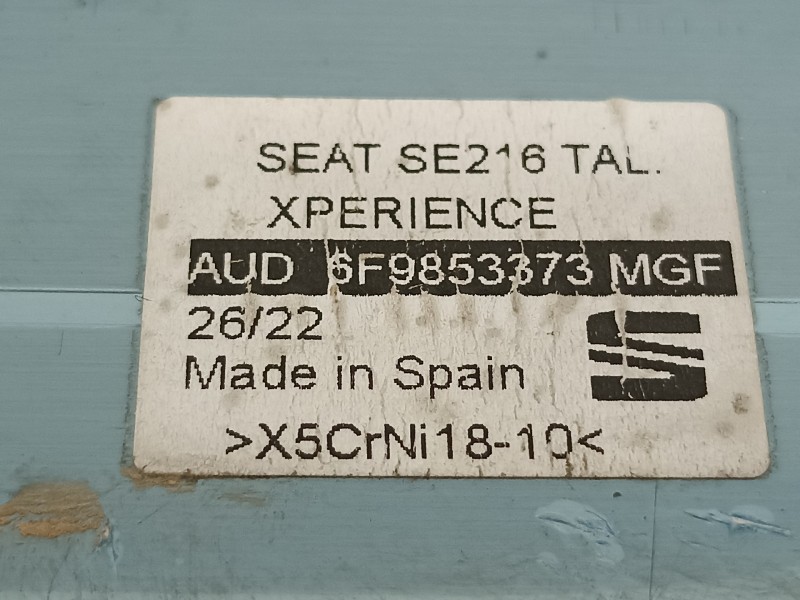 SEAT SE216 TAL.
XPERIENCE
AUD 6F9853373 MGF
26/22
Made in Spain
>X5CrNi18-10<